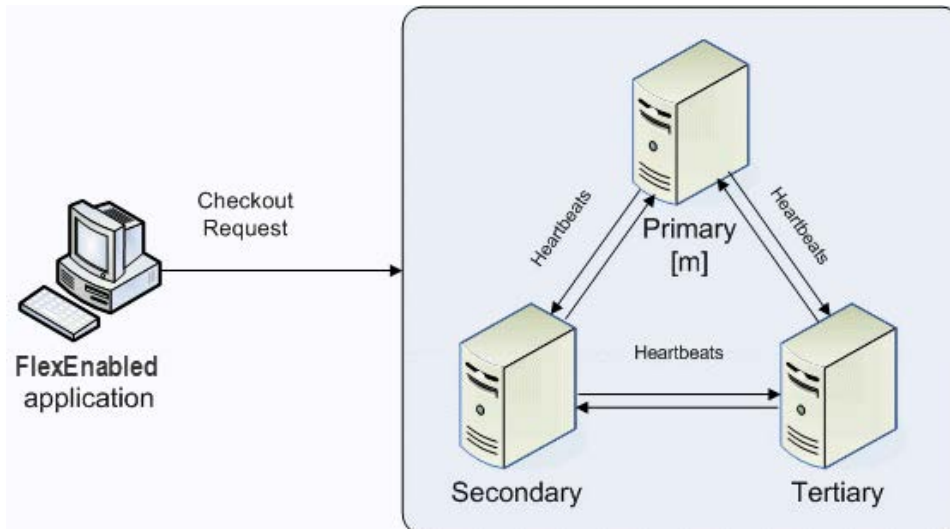 Checkout
Request
FlexEnabled
application
Primary
[m]
Heartbeats
Heartbeats
Heartbeats
Secondary
Tertiary